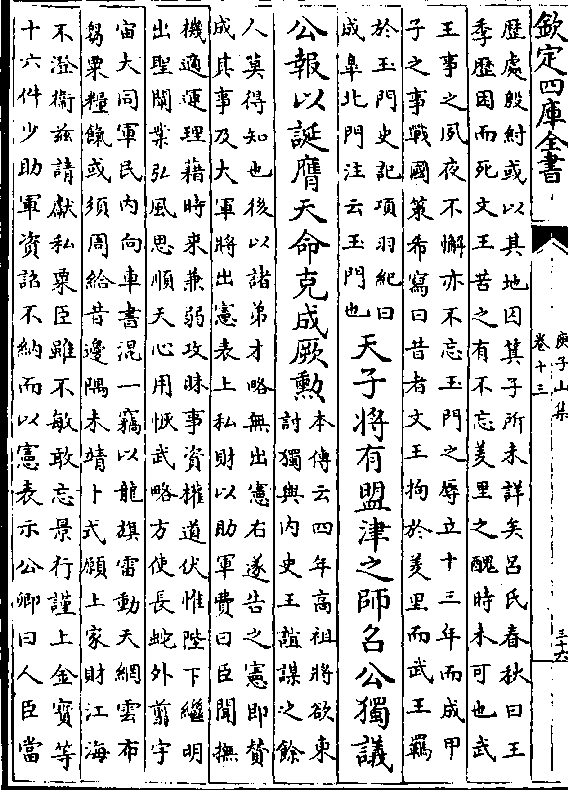 欽定四庫全書
庾子山集
卷十三
三十六
歴處殷紂或以其地囚箕子所未詳矣呂氏春秋曰王
季歴困而死文王苦之有不忘羑里之醜時未可也武
王事之夙夜不懈亦不忘玉門之辱立十三年而成甲
子之事戰國策希寫曰昔者文王拘於羑里而武王羈
於玉門史記項羽紀曰
成臯北門注云玉門也
天子將有盟津之師召公獨議
公報以誕膺天命克成厥勲
本傳云四年高祖將欲東
討獨與内史王誼謀之餘
人莫得知也後以諸弟才略無出憲右遂告之憲即賛
成其事及大軍將出憲表上私財以助軍費曰臣聞撫
機適運理藉時來兼弱攻昧事資權道伏惟陛下繼明
出聖闡業弘風思順天心用恢武略方使長蛇外翦宇
宙大同軍民内向車書混一竊以龍旗雷動天網雲布
芻粟糧餼或須周給昔邊隅未靖卜式願上家財江海
不澄衛兹請獻私粟臣雖不敏敢忘景行謹上金寳等
十六件少助軍資詔不納而以憲表示公卿曰人臣當